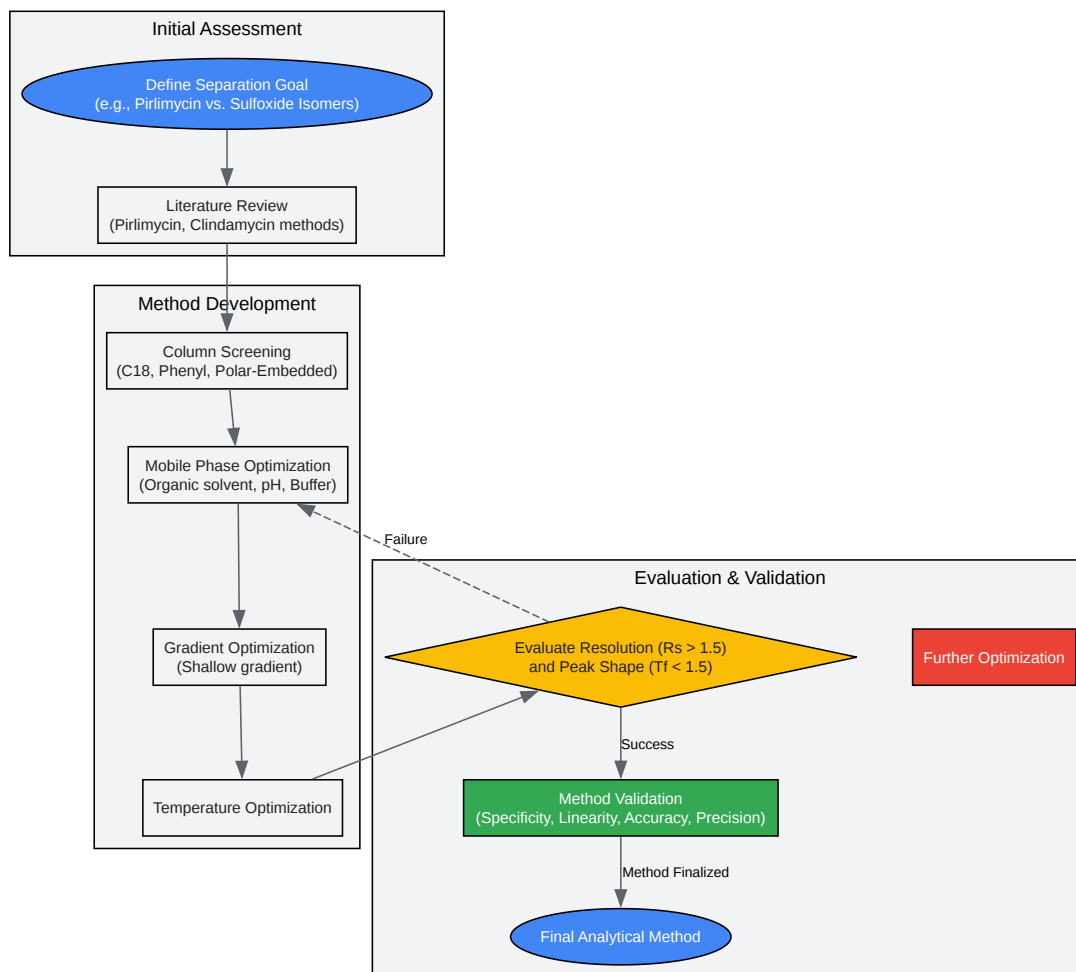 Initial Assessment
Define Separation Goal
(e.g., Pirlimycin vs. Sulfoxide Isomers)
Literature Review
(Pirlimycin, Clindamycin methods)
Method Development
Column Screening
(C18, Phenyl, Polar-Embedded)
Mobile Phase Optimization
(Organic solvent, pH, Buffer)
Failure
Gradient Optimization
(Shallow gradient)
Temperature Optimization
Evaluation & Validation
Evaluate Resolution (Rs > 1.5)
and Peak Shape (Tf < 1.5)
Further Optimization
Success
Method Validation
(Specificity, Linearity, Accuracy, Precision)
Method Finalized
Final Analytical Method